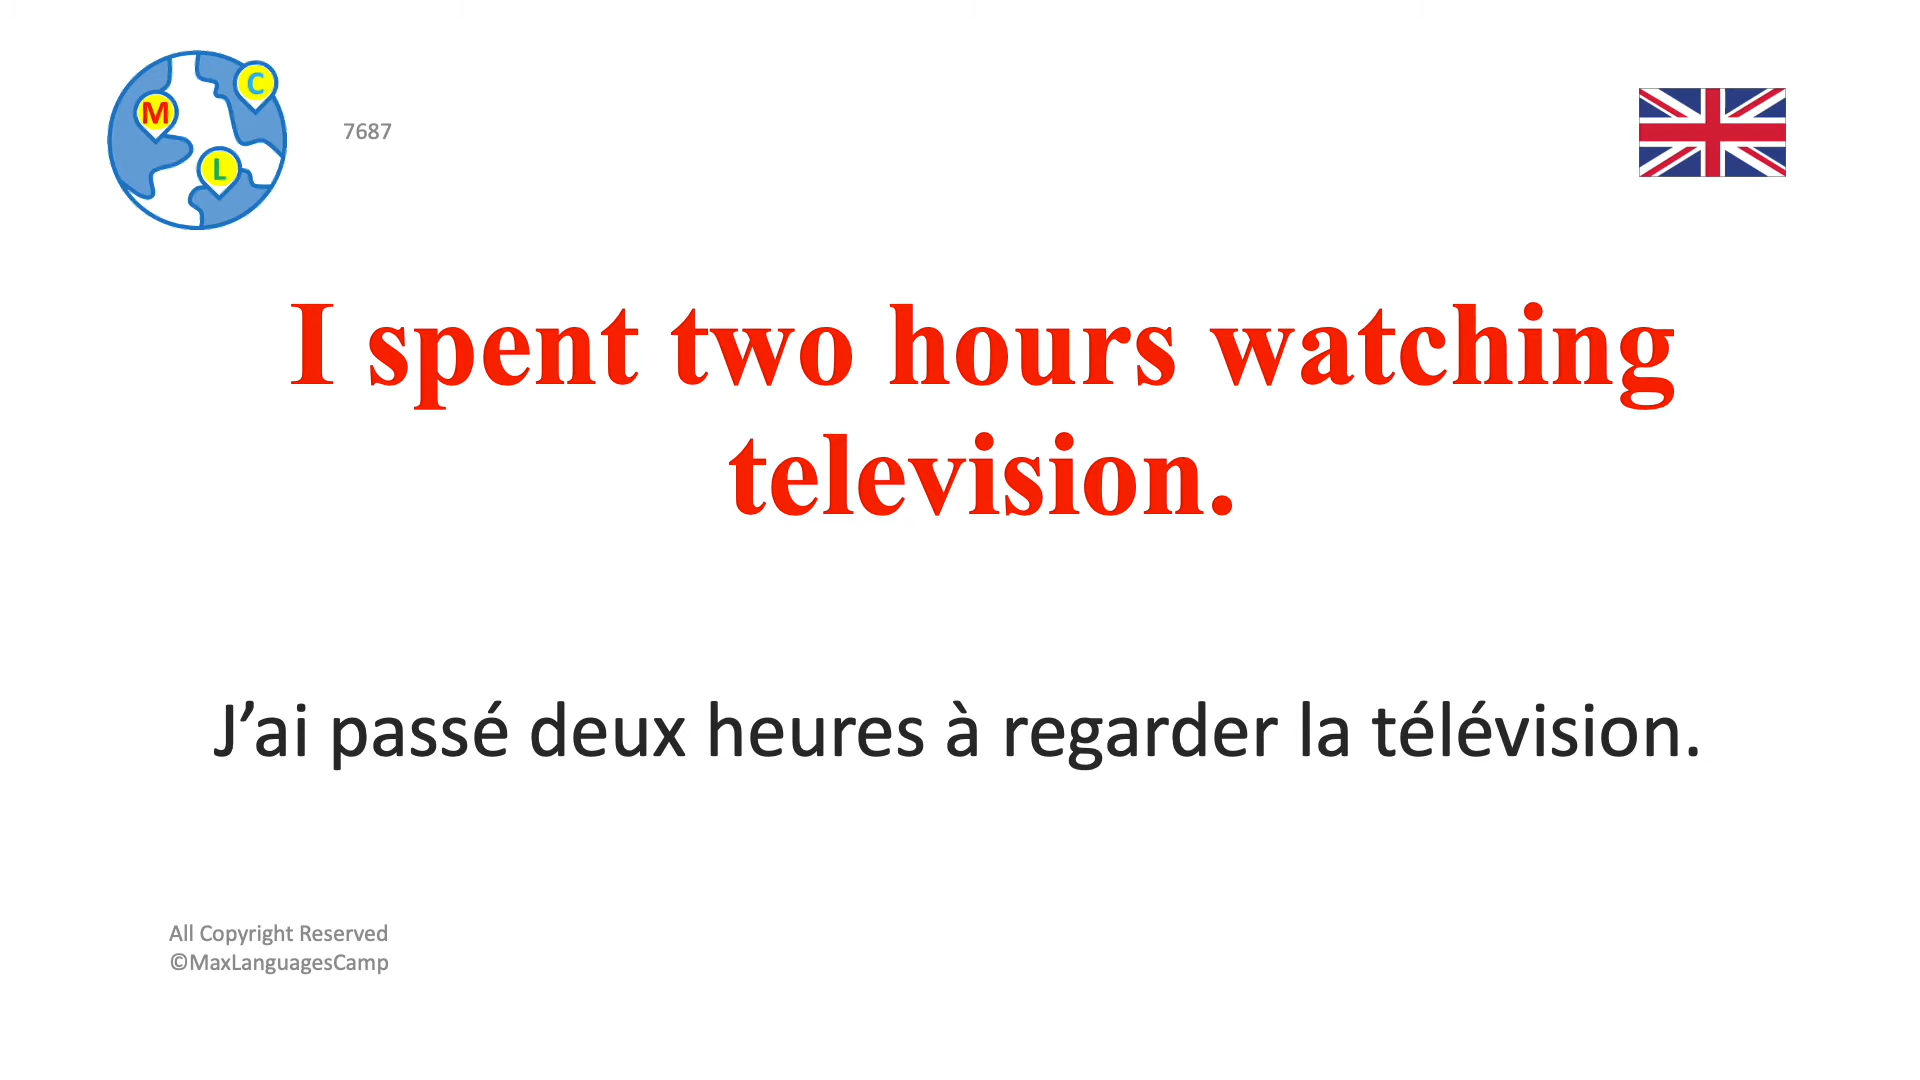 M
C
L
7687
I spent two hours watching
television.
J’ai passé deux heures à regarder la télévision.
All Copyright Reserved
©MaxLanguagesCamp